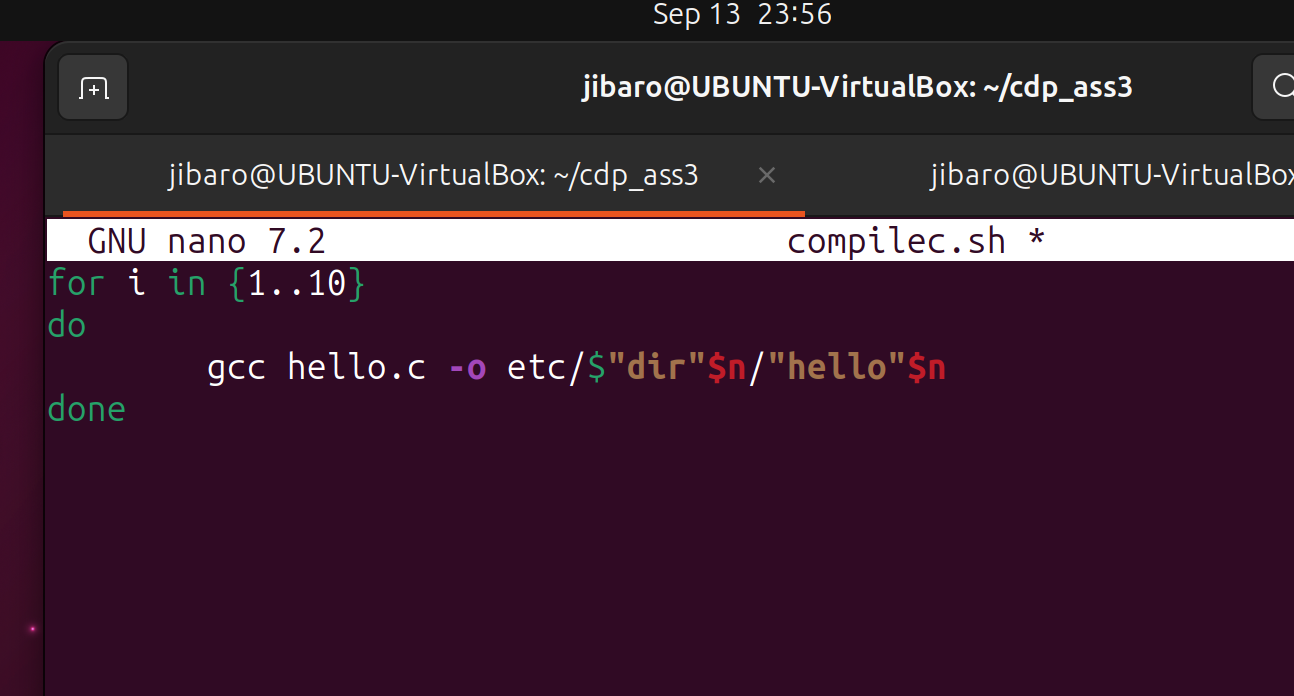 Sep 13 23:56
jibaro@UBUNTU-VirtualBox: ~/cdp_ass3
jibaro@UBUNTU-VirtualBox: ~/cdp_ass3 ×
jibaro@UBUNTU-VirtualBox
GNU nano 7.2 compilec.sh *
for i in {1..10}
do
        gcc hello.c -o etc/$"dir"$n/"hello"$n
done